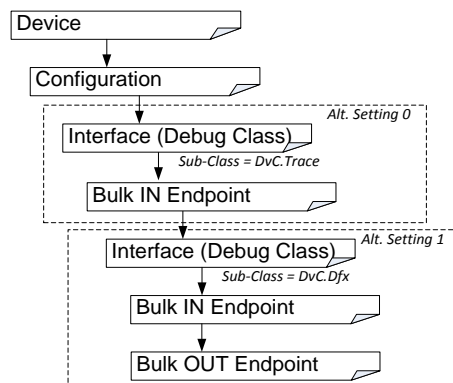 Device
Configuration
Alt. Setting 0
Interface (Debug Class)
Sub-Class = DvC.Trace
Bulk IN Endpoint
Alt. Setting 1
Interface (Debug Class)
Sub-Class = DvC.Dfx
Bulk IN Endpoint
Bulk OUT Endpoint